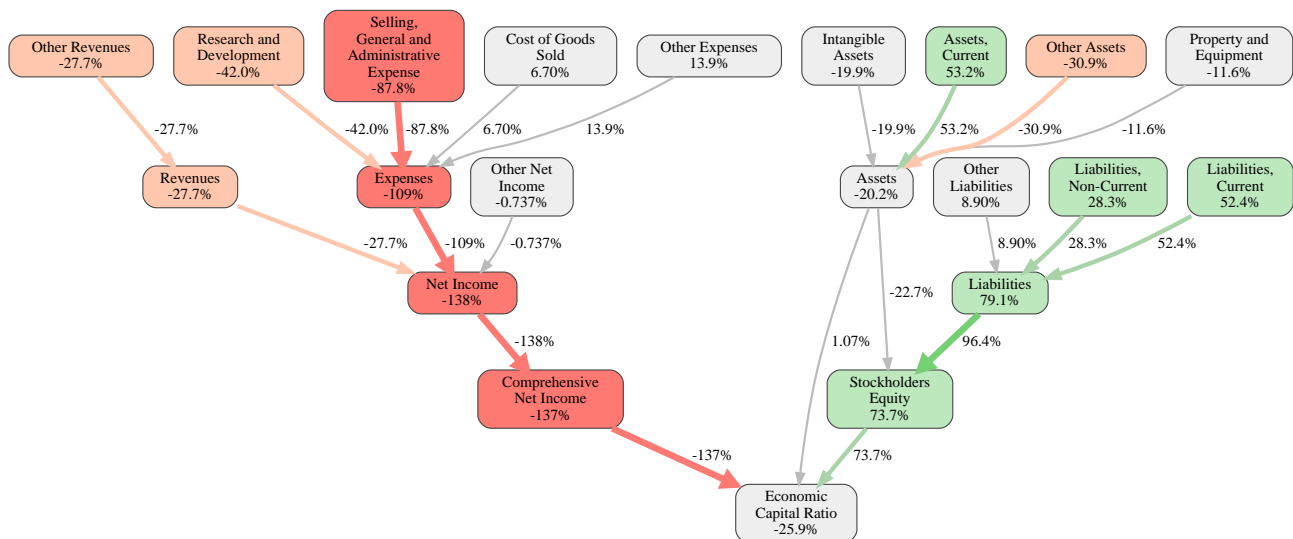 Other Revenues
-27.7%
Research and
Development
-42.0%
Selling,
General and
Administrative
Expense
-87.8%
Cost of Goods
Sold
6.70%
Other Expenses
13.9%
Intangible
Assets
-19.9%
Assets,
Current
53.2%
Other Assets
-30.9%
Property and
Equipment
-11.6%
-27.7%
-42.0%
-87.8%
6.70%
13.9%
-19.9%
53.2%
-30.9%
-11.6%
Revenues
-27.7%
Expenses
-109%
Other Net
Income
-0.737%
Assets
-20.2%
Other
Liabilities
8.90%
Liabilities,
Non-Current
28.3%
Liabilities,
Current
52.4%
-27.7%
-109%
-0.737%
8.90%
28.3%
52.4%
Net Income
-138%
-22.7%
Liabilities
79.1%
-138%
1.07%
96.4%
Comprehensive
Net Income
-137%
Stockholders
Equity
73.7%
-137%
73.7%
Economic
Capital Ratio
-25.9%